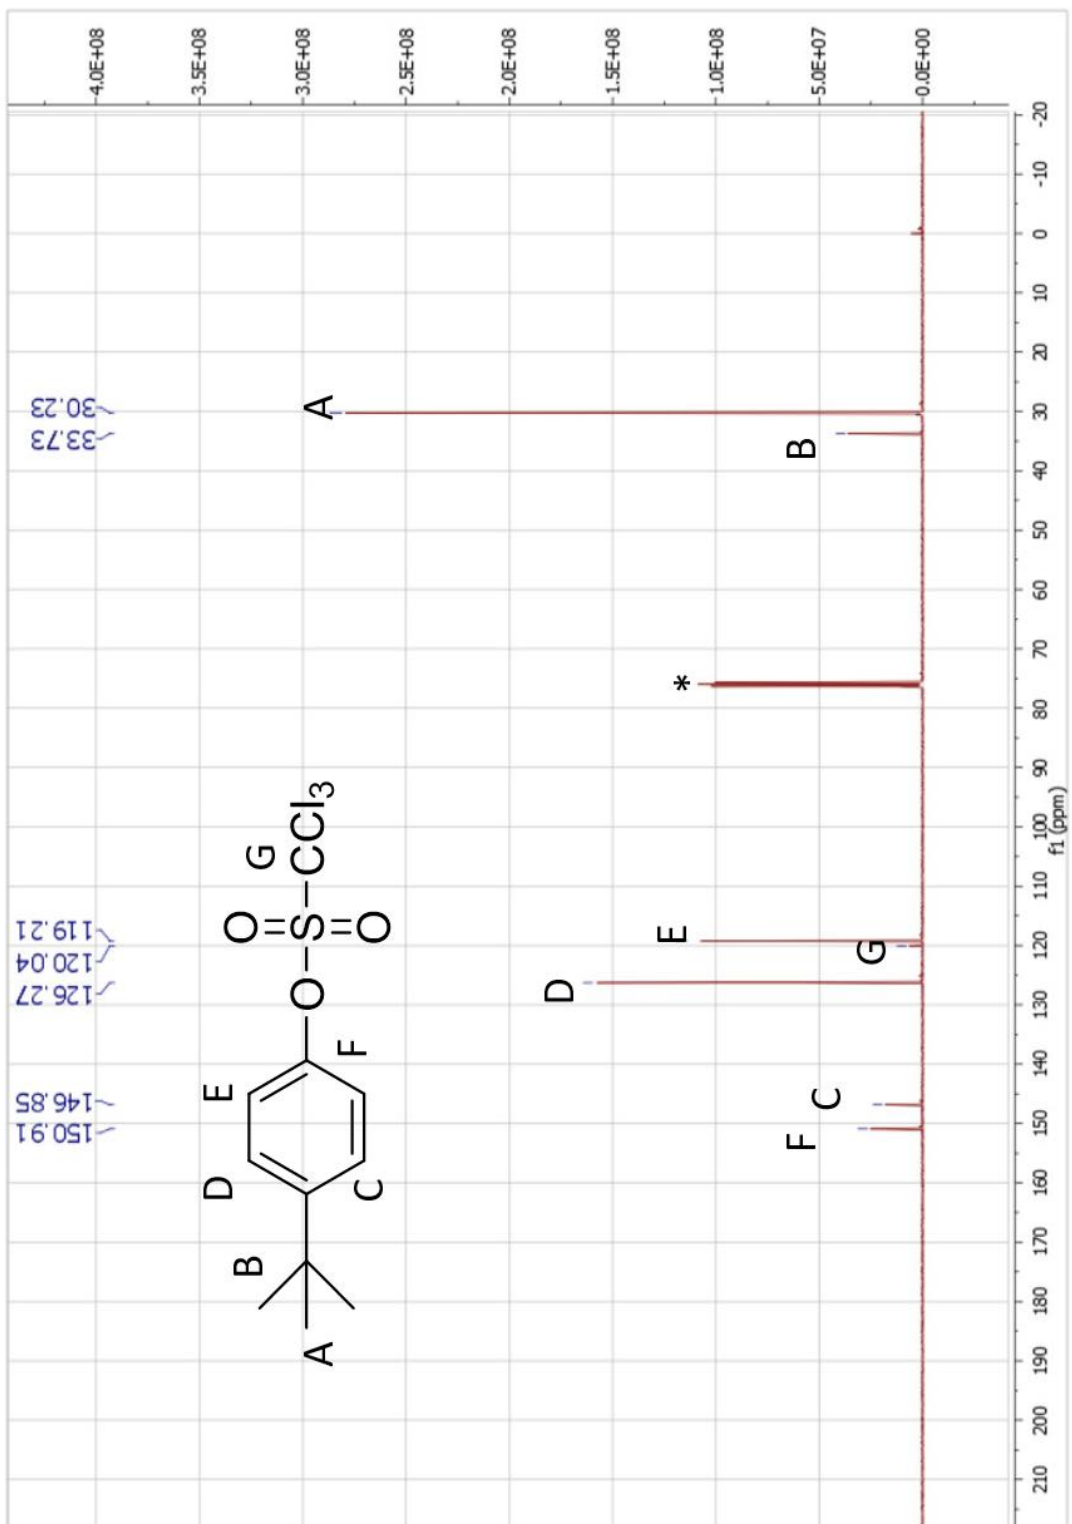 150.91
146.85
126.27
120.04
119.21
33.73
30.23
4.0E+08
3.5E+08
3.0E+08
2.5E+08
2.0E+08
1.5E+08
1.0E+08
5.0E+07
0.0E+00
A
B
C
D
E
F
O
O
S
O
G
CCl3
F
C
D
E
G
*
B
A
210
200
190
180
170
160
150
140
130
120
110
100
90
80
70
60
50
40
30
20
10
0
-10
-20
f1 (ppm)